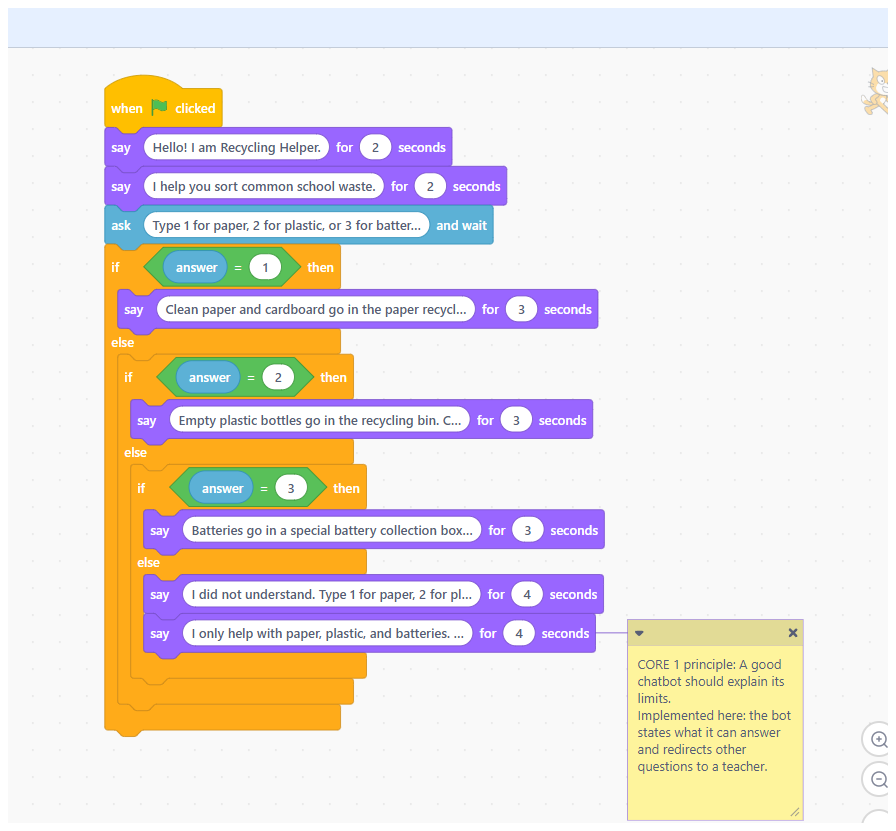 when clicked
say Hello! I am Recycling Helper. for 2 seconds
say I help you sort common school waste. for 2 seconds
ask Type 1 for paper, 2 for plastic, or 3 for batter... and wait
if answer = 1 then
say Clean paper and cardboard go in the paper recycl... for 3 seconds
else
if answer = 2 then
say Empty plastic bottles go in the recycling bin. C... for 3 seconds
else
if answer = 3 then
say Batteries go in a special battery collection box... for 3 seconds
else
say I did not understand. Type 1 for paper, 2 for pl... for 4 seconds
say I only help with paper, plastic, and batteries. ... for 4 seconds
CORE 1 principle: A good
chatbot should explain its
limits.
Implemented here: the bot
states what it can answer
and redirects other
questions to a teacher.